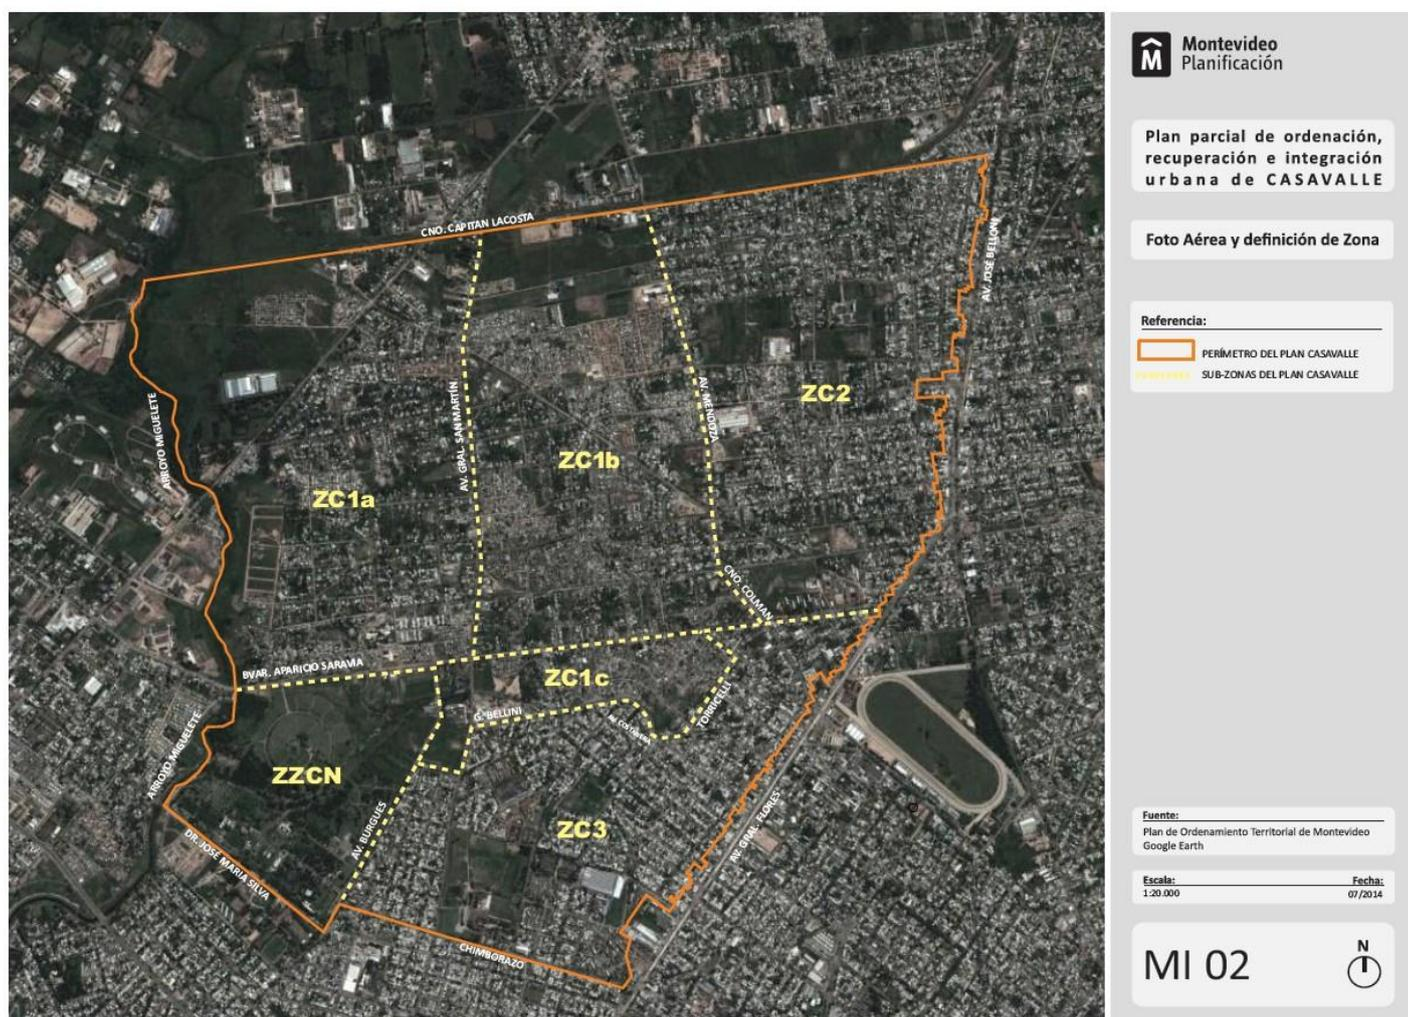 CNO. CAPITAN LACOSTA
AV. JOSÉ BELLONI
ARROYO MIGUELETE
AV. GRAL. SAN MARTÍN
AV. MENDOZA
ZC2
ZC1b
ZC1a
CNO. COLMAN
BVAR. APARICIO SARAVIA
ZC1c
G. BELLINI
TORRICELLI
ARROYO MIGUELETE
ZZCN
AV. BURGUES
ZC3
AV. GRAL. FLORES
DR. JOSÉ MARIA SILVA
CHIMBORAZO
Montevideo
Planificación
Plan parcial de ordenación,
recuperación e integración
urbana de CASAVALLE
Foto Aérea y definición de Zona
Referencia:
PERÍMETRO DEL PLAN CASAVALLE
SUB-ZONAS DEL PLAN CASAVALLE
Fuente:
Plan de Ordenamiento Territorial de Montevideo
Google Earth
Escala: Fecha:
1:20.000 07/2014
MI 02 N